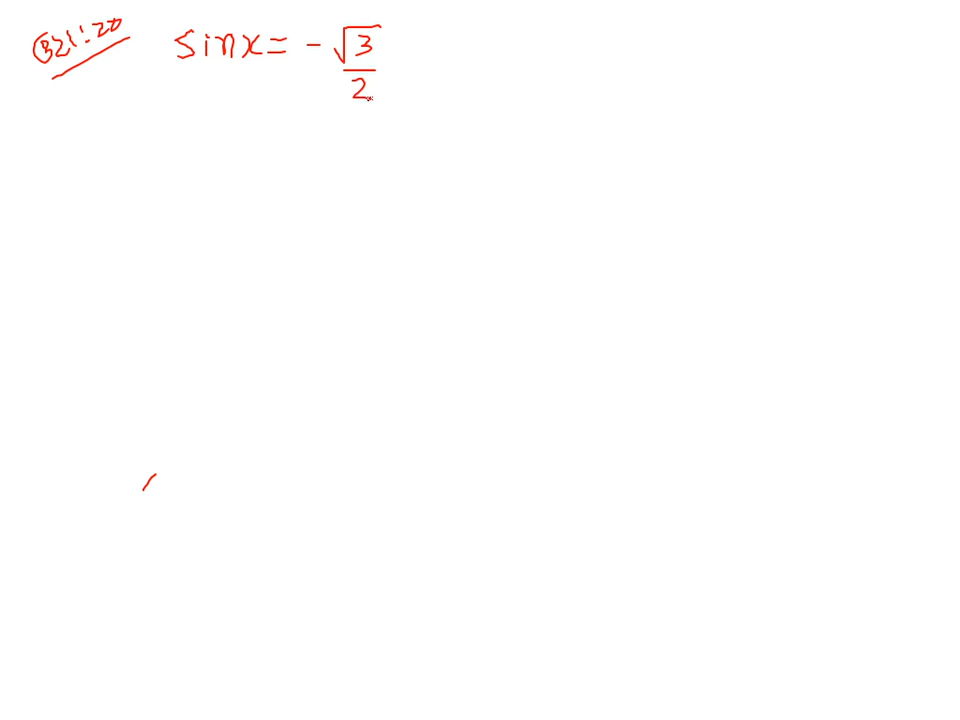 sinx = - √3/2